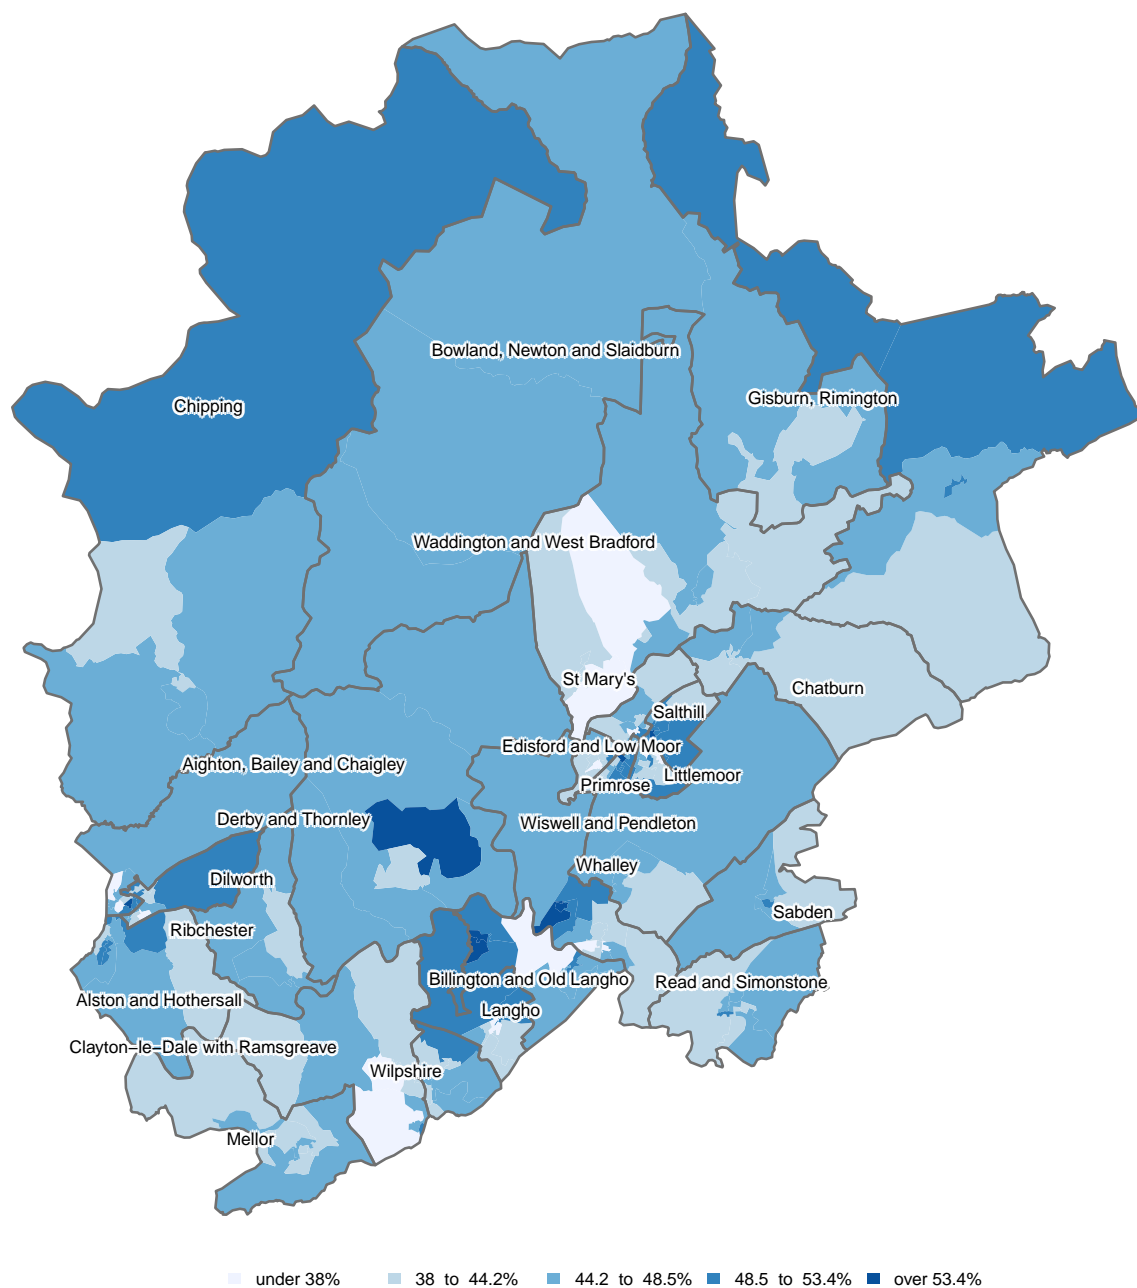 Bowland, Newton and Slaidburn
Gisburn, Rimington
Chipping
Waddington and West Bradford
St Mary's
Chatburn
Salthill
Edisford and Low Moor
Aighton, Bailey and Chaigley
Littlemoor
Primrose
Derby and Thornley
Wiswell and Pendleton
Whalley
Dilworth
Sabden
Ribchester
Billington and Old Langho
Read and Simonstone
Alston and Hothersall
Langho
Clayton−le−Dale with Ramsgreave
Wilpshire
Mellor
under 38% 38 to 44.2% 44.2 to 48.5% 48.5 to 53.4% over 53.4%